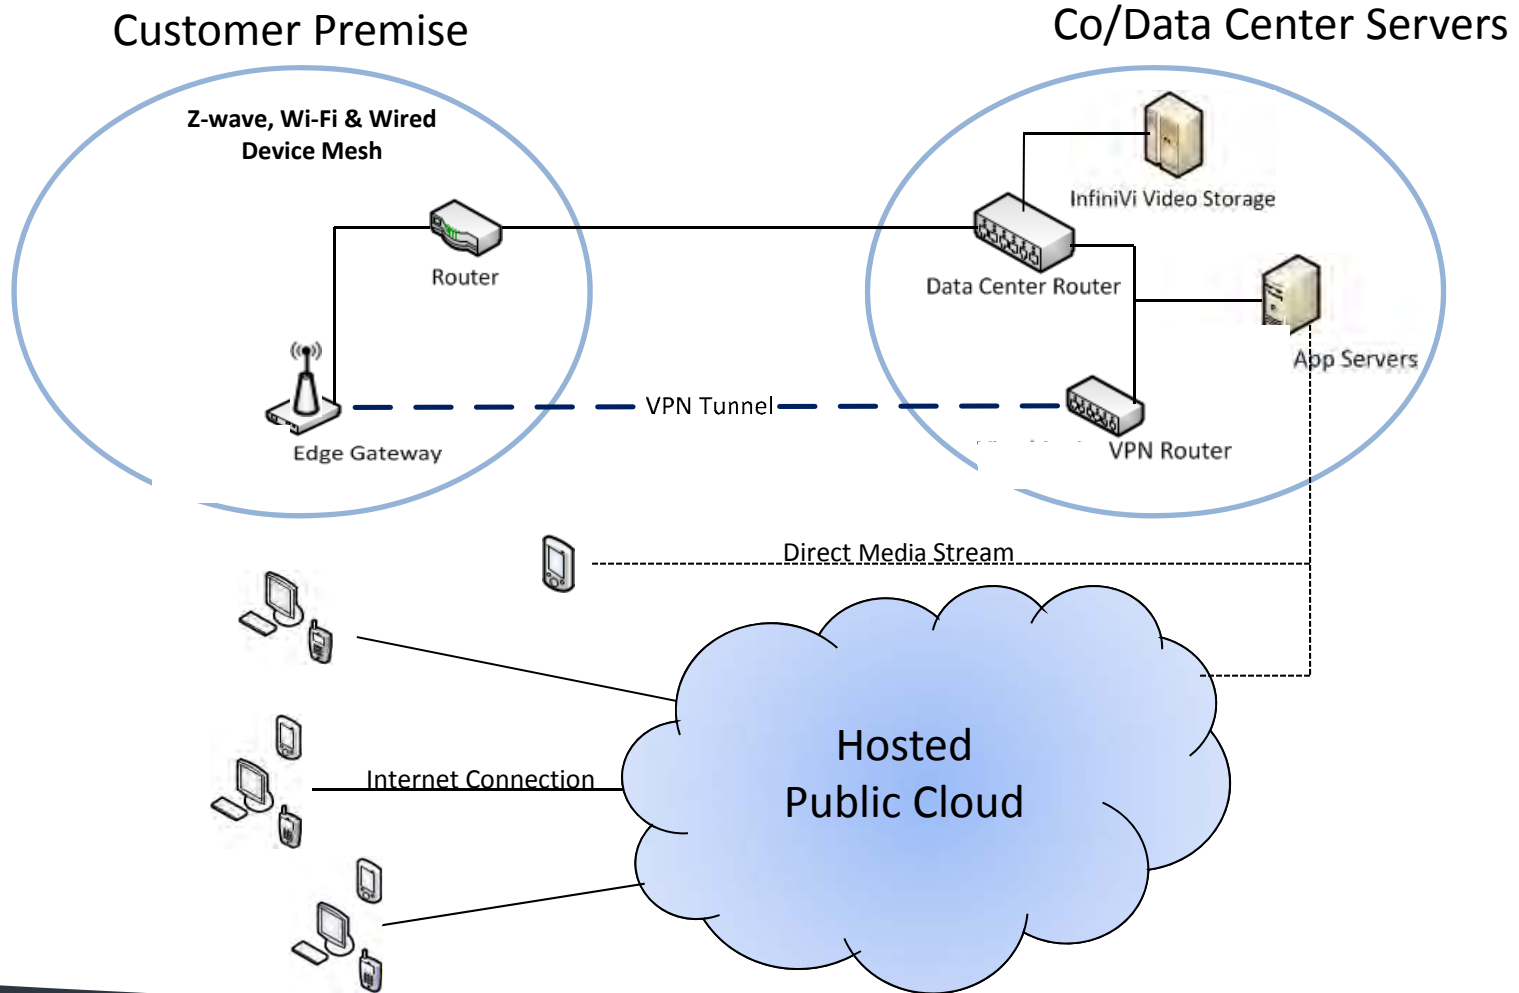 Customer Premise
Co/Data Center Servers
Z-wave, Wi-Fi & Wired
Device Mesh
InfiniVi Video Storage
Router
Data Center Router
App Servers
VPN Tunnel
Edge Gateway
VPN Router
Direct Media Stream
Hosted
Public Cloud
Internet Connection